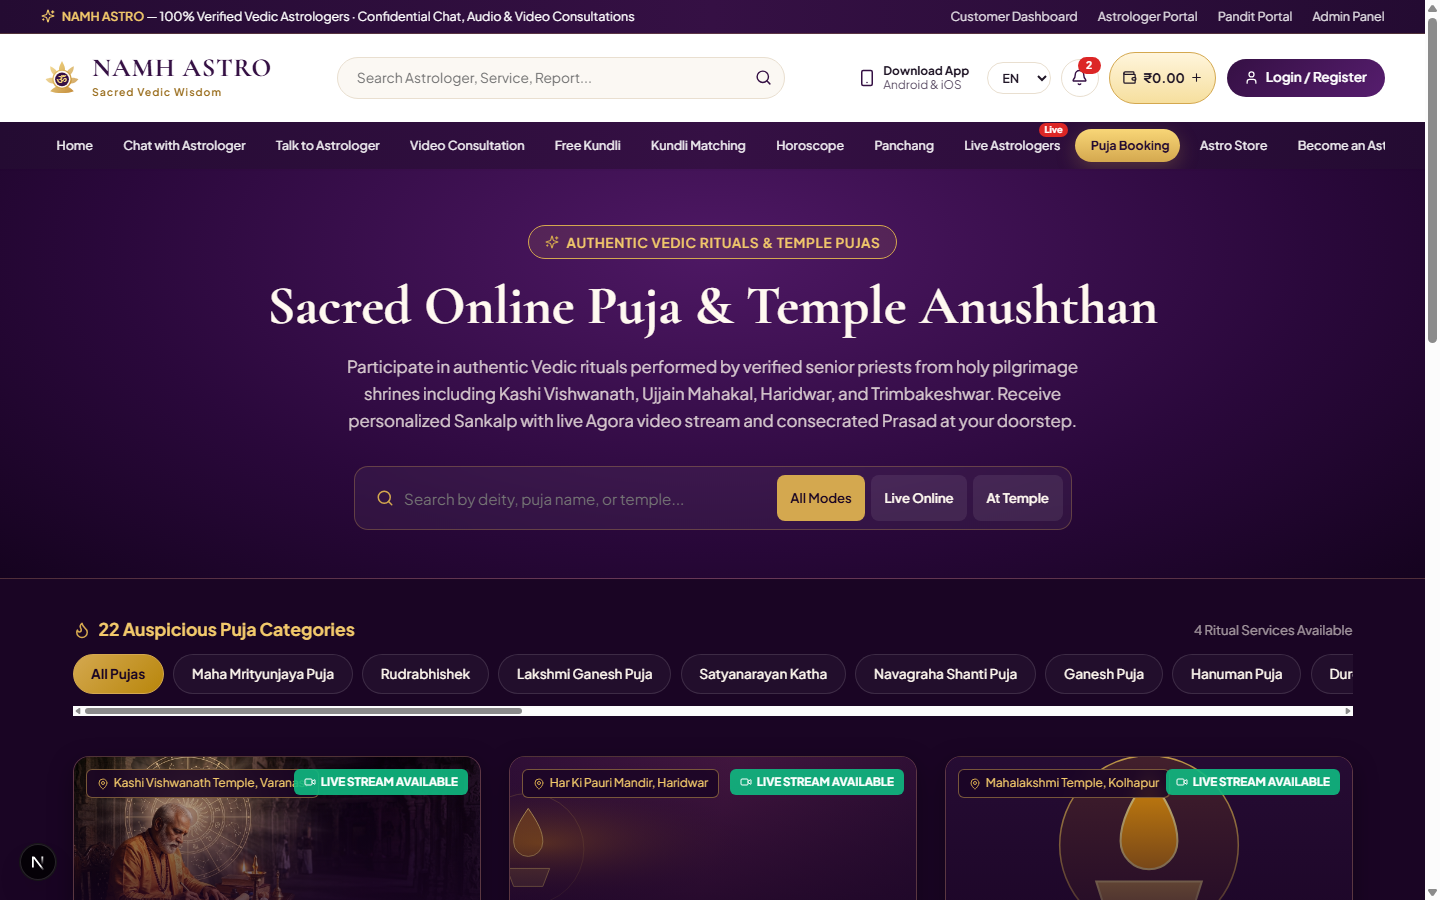 NAMH ASTRO — 100% Verified Vedic Astrologers · Confidential Chat, Audio & Video Consultations
Customer Dashboard
Astrologer Portal
Pandit Portal
Admin Panel
NAMH ASTRO
Sacred Vedic Wisdom
Search Astrologer, Service, Report...
Download App
Android & iOS
EN
2
₹0.00 +
Login / Register
Home
Chat with Astrologer
Talk to Astrologer
Video Consultation
Free Kundli
Kundli Matching
Horoscope
Panchang
Live Astrologers
Live
Puja Booking
Astro Store
Become an Ast
AUTHENTIC VEDIC RITUALS & TEMPLE PUJAS
Sacred Online Puja & Temple Anushthan
Participate in authentic Vedic rituals performed by verified senior priests from holy pilgrimage
shrines including Kashi Vishwanath, Ujjain Mahakal, Haridwar, and Trimbakeshwar. Receive
personalized Sankalp with live Agora video stream and consecrated Prasad at your doorstep.
Search by deity, puja name, or temple...
All Modes
Live Online
At Temple
22 Auspicious Puja Categories
4 Ritual Services Available
All Pujas
Maha Mrityunjaya Puja
Rudrabhishek
Lakshmi Ganesh Puja
Satyanarayan Katha
Navagraha Shanti Puja
Ganesh Puja
Hanuman Puja
Dur
Kashi Vishwanath Temple, Varana
LIVE STREAM AVAILABLE
Har Ki Pauri Mandir, Haridwar
LIVE STREAM AVAILABLE
Mahalakshmi Temple, Kolhapur
LIVE STREAM AVAILABLE
N